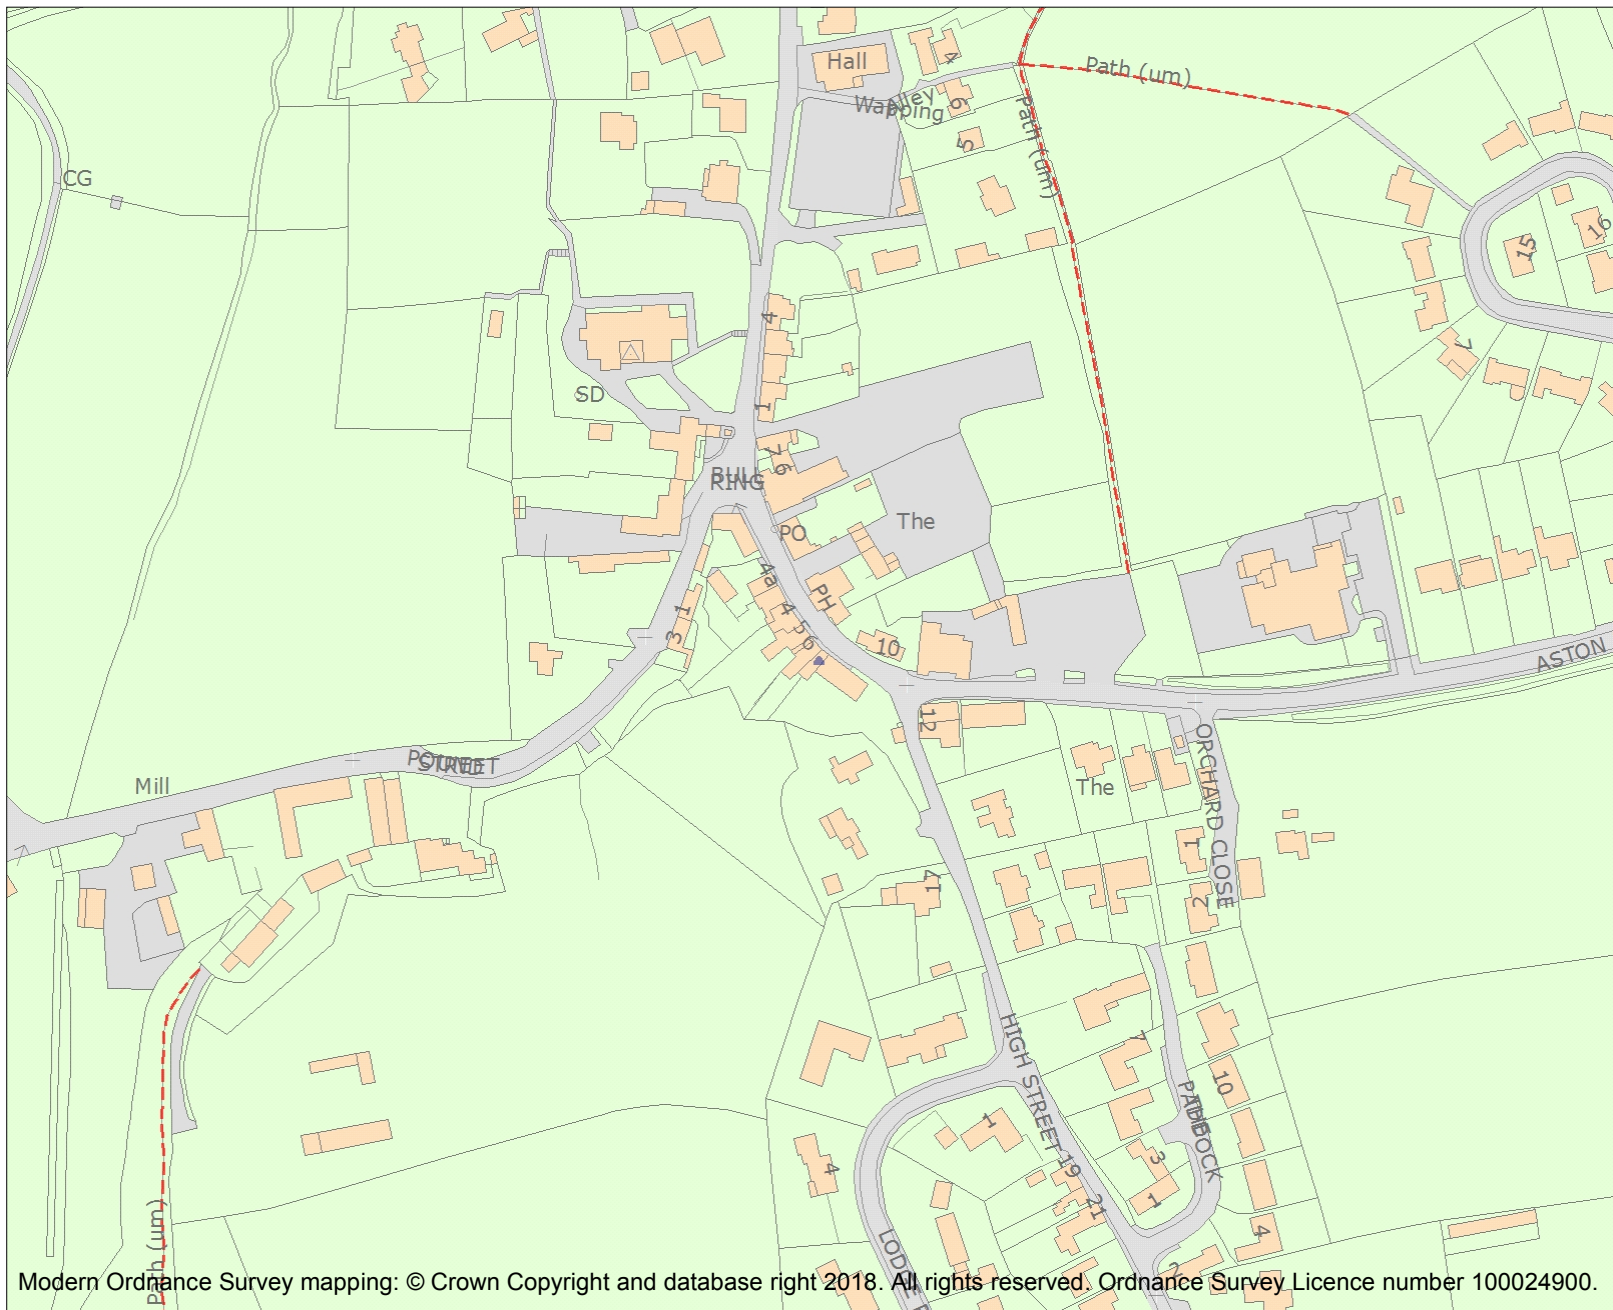 Hall
4
Path (um)
Alley
Wapping
6
Path (um)
5
CG
16
15
4
7
SD
1
7
6
BULL
RING
PO
The
4a
PH
1
4
3
5
6
10
ASTON
12
ORCHARD CLOSE
POUND
STREET
Mill
The
1
17
2
HIGH STREET
7
10
THE
PADDOCK
1
4
3
19
1
21
4
LODGE
2
Path (um)
Modern Ordnance Survey mapping: © Crown Copyright and database right 2018. All rights reserved. Ordnance Survey Licence number 100024900.